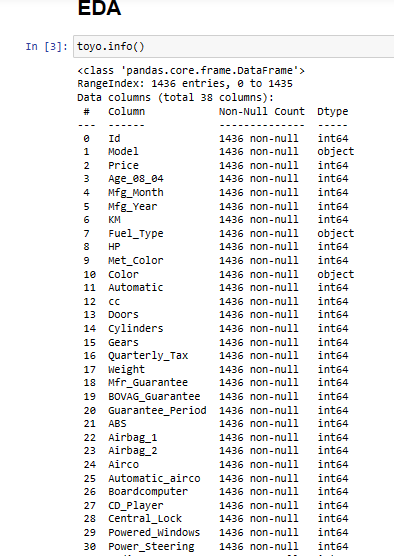 EDA
In [3]: toyo.info()
<class 'pandas.core.frame.DataFrame'>
RangeIndex: 1436 entries, 0 to 1435
Data columns (total 38 columns):
 #   Column            Non-Null Count  Dtype
---  ------            --------------  -----
 0   Id                1436 non-null   int64
 1   Model             1436 non-null   object
 2   Price             1436 non-null   int64
 3   Age_08_04         1436 non-null   int64
 4   Mfg_Month         1436 non-null   int64
 5   Mfg_Year          1436 non-null   int64
 6   KM                1436 non-null   int64
 7   Fuel_Type         1436 non-null   object
 8   HP                1436 non-null   int64
 9   Met_Color         1436 non-null   int64
 10  Color             1436 non-null   object
 11  Automatic         1436 non-null   int64
 12  cc                1436 non-null   int64
 13  Doors             1436 non-null   int64
 14  Cylinders         1436 non-null   int64
 15  Gears             1436 non-null   int64
 16  Quarterly_Tax     1436 non-null   int64
 17  Weight            1436 non-null   int64
 18  Mfr_Guarantee     1436 non-null   int64
 19  BOVAG_Guarantee   1436 non-null   int64
 20  Guarantee_Period  1436 non-null   int64
 21  ABS               1436 non-null   int64
 22  Airbag_1          1436 non-null   int64
 23  Airbag_2          1436 non-null   int64
 24  Airco             1436 non-null   int64
 25  Automatic_airco   1436 non-null   int64
 26  Boardcomputer     1436 non-null   int64
 27  CD_Player         1436 non-null   int64
 28  Central_Lock      1436 non-null   int64
 29  Powered_Windows   1436 non-null   int64
 30  Power_Steering    1436 non-null   int64